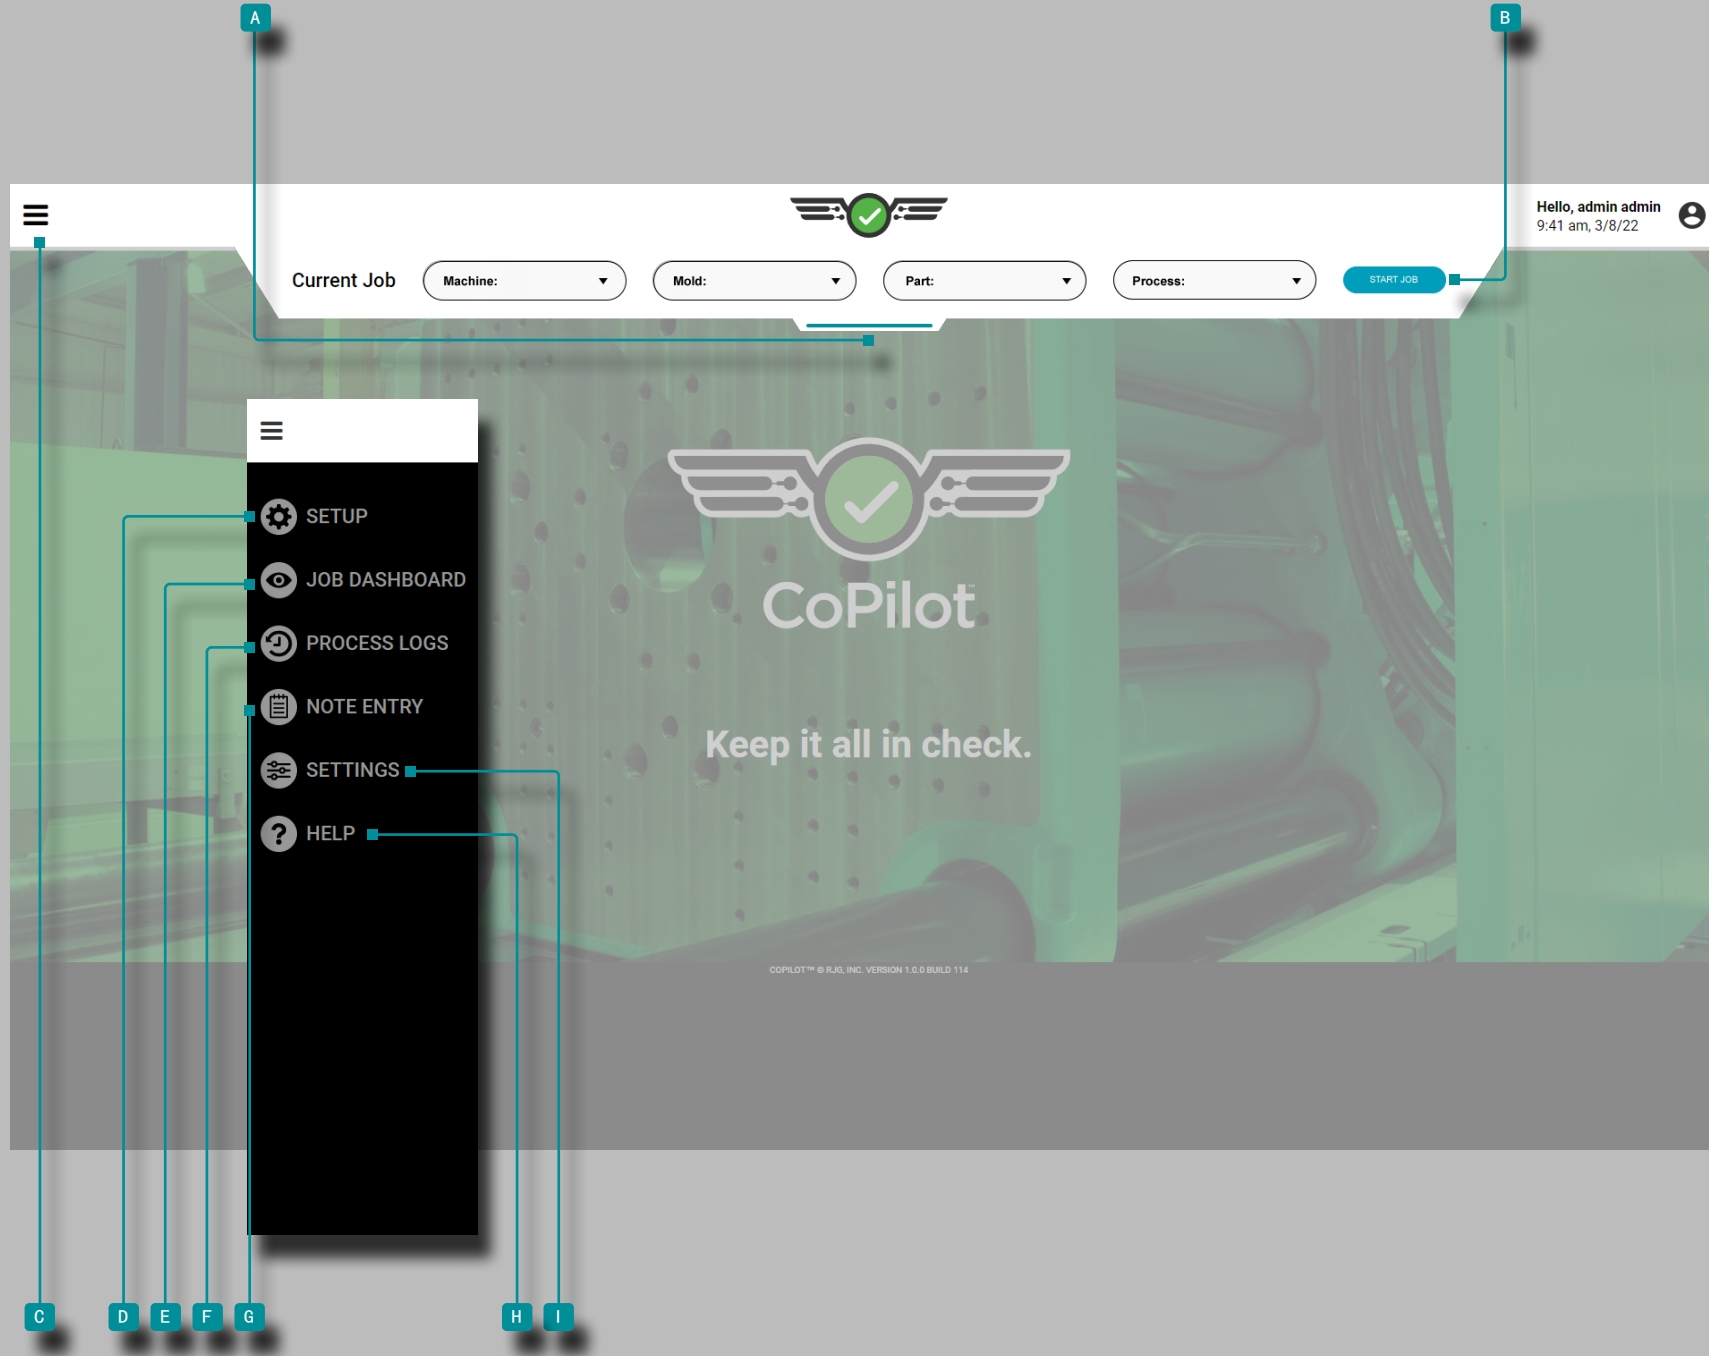 A
B
Hello, admin admin
9:41 am, 3/8/22
Current Job
Machine:
Mold:
Part:
Process:
START JOB
SETUP
JOB DASHBOARD
PROCESS LOGS
NOTE ENTRY
SETTINGS
HELP
CoPilot™
Keep it all in check.
COPILOT™ © RJG, INC. VERSION 1.0.0 BUILD 114
C
D
E
F
G
H
I